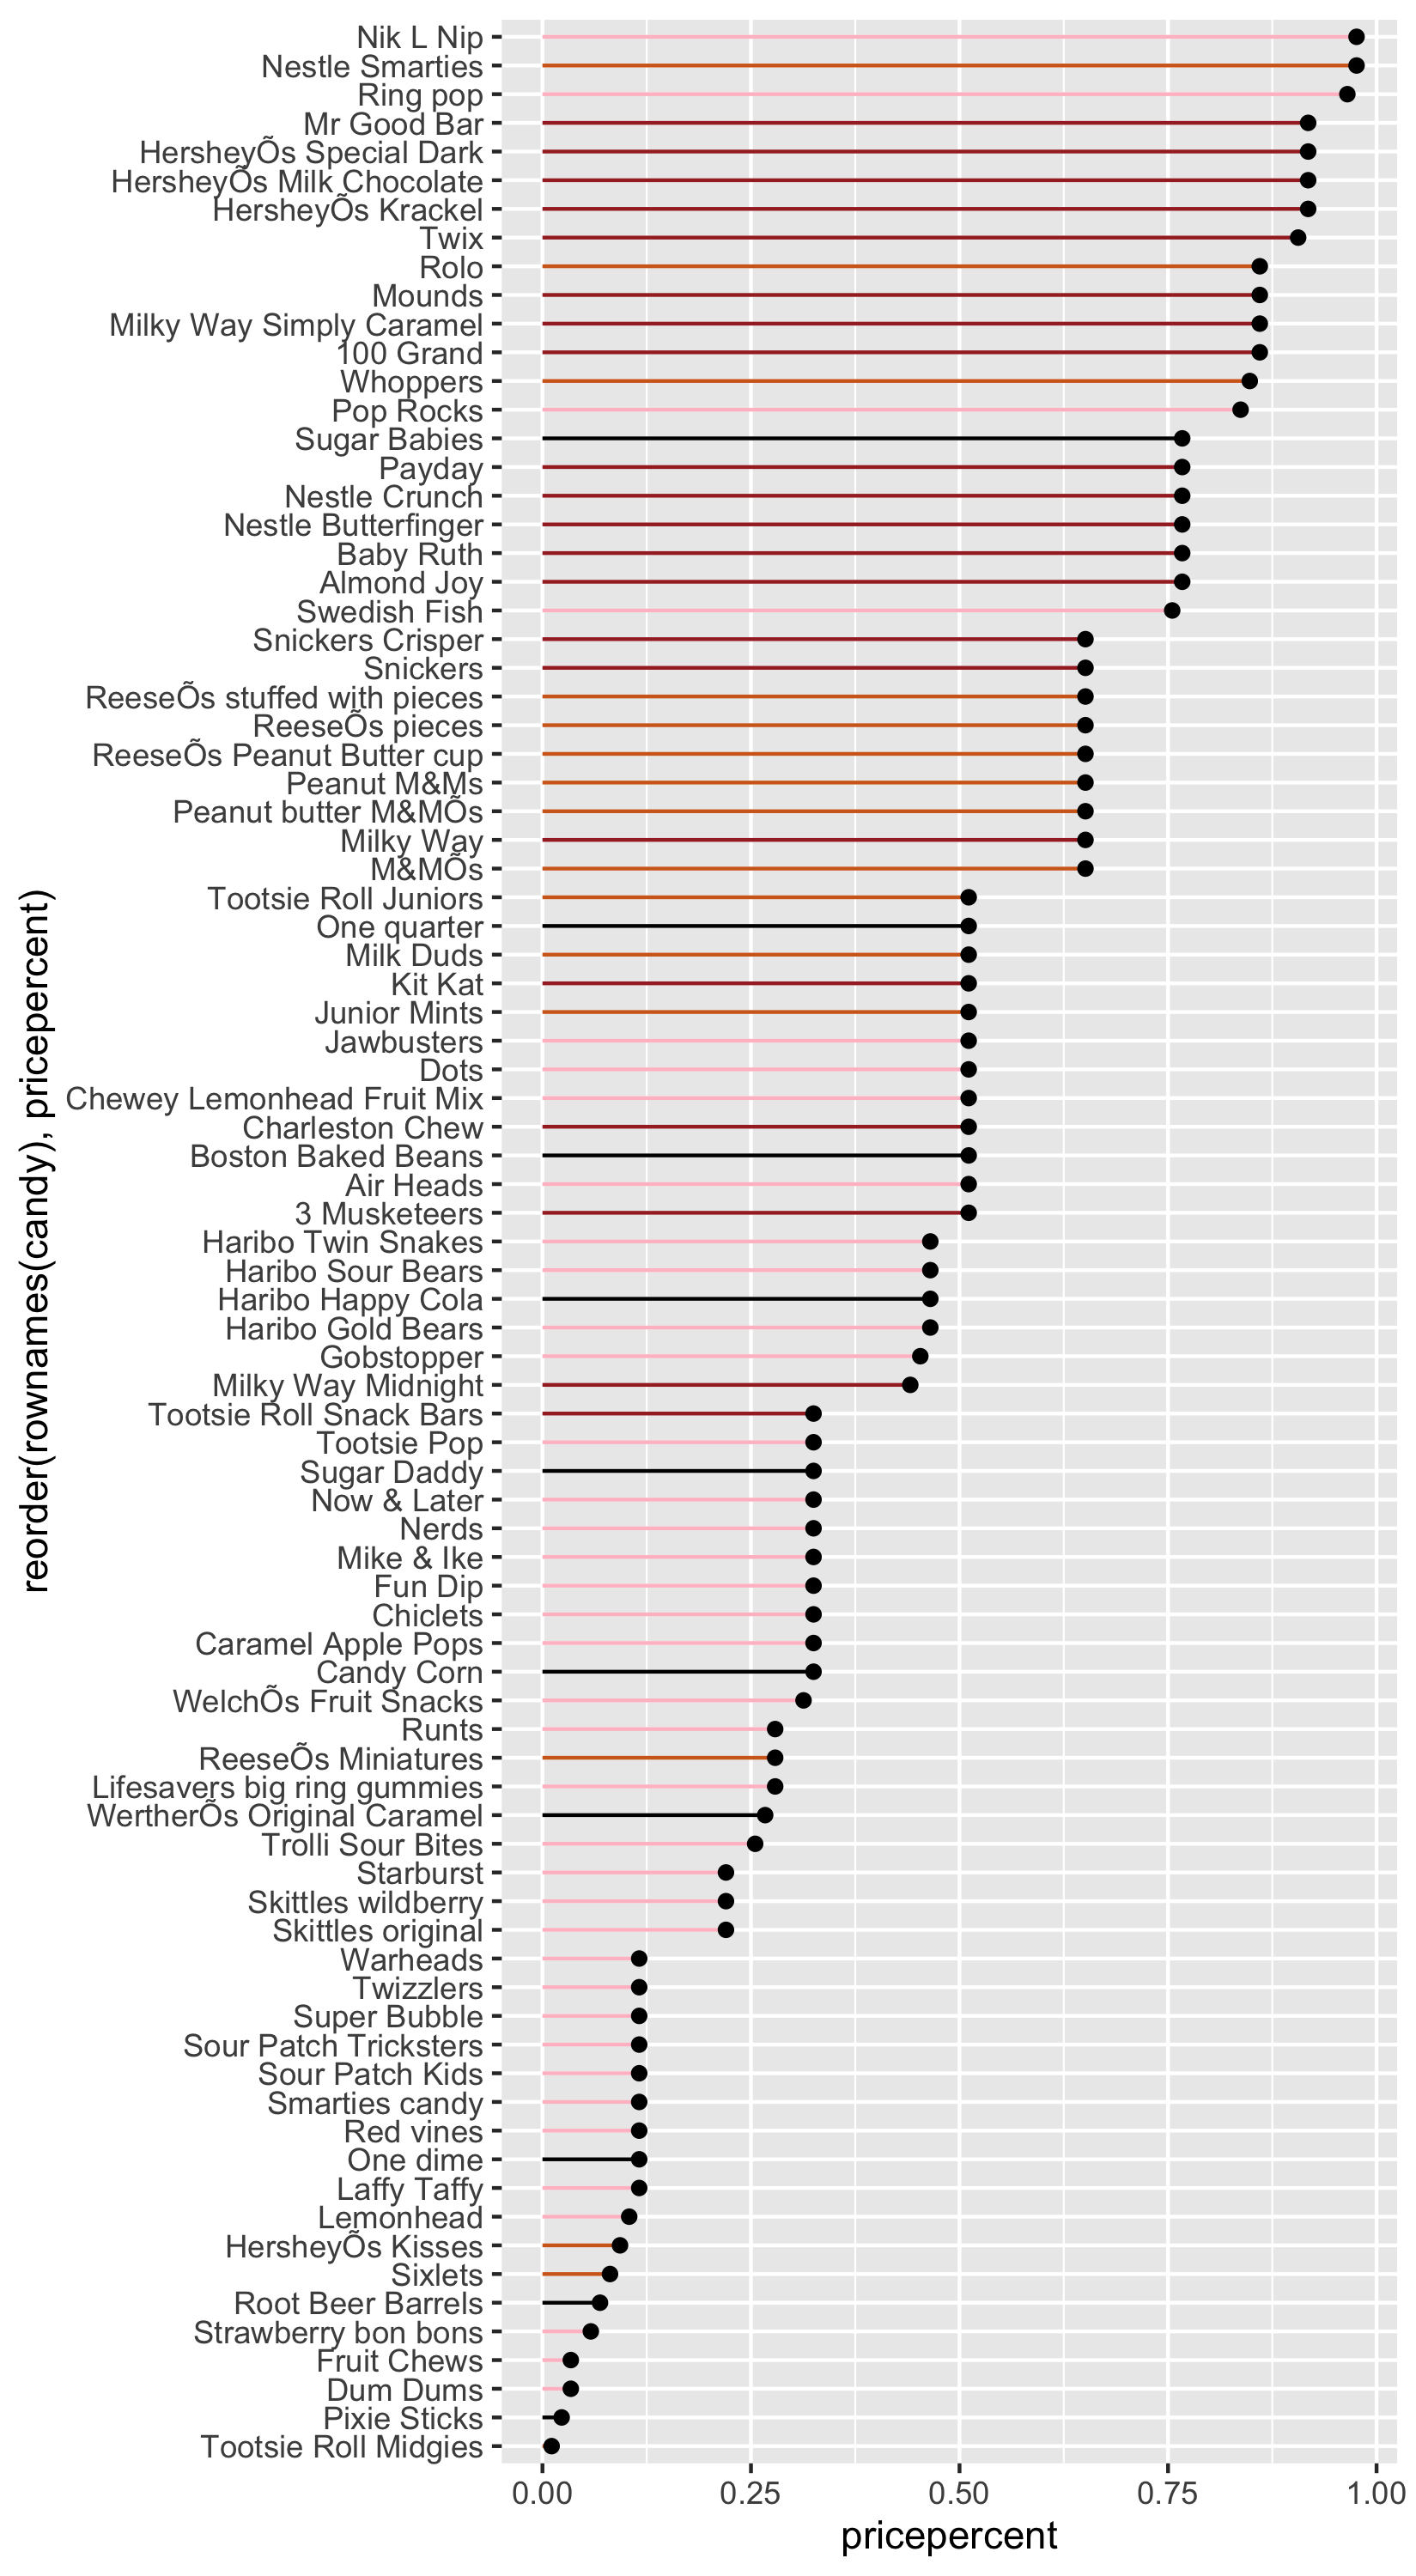 Nik L Nip
Nestle Smarties
Ring pop
Mr Good Bar
HersheyÕs Special Dark
HersheyÕs Milk Chocolate
HersheyÕs Krackel
Twix
Rolo
Mounds
Milky Way Simply Caramel
100 Grand
Whoppers
Pop Rocks
Sugar Babies
Payday
Nestle Crunch
Nestle Butterfinger
Baby Ruth
Almond Joy
Swedish Fish
Snickers Crisper
Snickers
ReeseÕs stuffed with pieces
ReeseÕs pieces
ReeseÕs Peanut Butter cup
Peanut M&Ms
Peanut butter M&MÕs
Milky Way
M&MÕs
Tootsie Roll Juniors
One quarter
Milk Duds
Kit Kat
Junior Mints
Jawbusters
Dots
Chewey Lemonhead Fruit Mix
Charleston Chew
Boston Baked Beans
Air Heads
3 Musketeers
Haribo Twin Snakes
Haribo Sour Bears
Haribo Happy Cola
Haribo Gold Bears
Gobstopper
Milky Way Midnight
Tootsie Roll Snack Bars
Tootsie Pop
Sugar Daddy
Now & Later
Nerds
Mike & Ike
Fun Dip
Chiclets
Caramel Apple Pops
Candy Corn
WelchÕs Fruit Snacks
Runts
ReeseÕs Miniatures
Lifesavers big ring gummies
WertherÕs Original Caramel
Trolli Sour Bites
Starburst
Skittles wildberry
Skittles original
Warheads
Twizzlers
Super Bubble
Sour Patch Tricksters
Sour Patch Kids
Smarties candy
Red vines
One dime
Laffy Taffy
Lemonhead
HersheyÕs Kisses
Sixlets
Root Beer Barrels
Strawberry bon bons
Fruit Chews
Dum Dums
Pixie Sticks
Tootsie Roll Midgies
reorder(rownames(candy), pricepercent)
0.00 0.25 0.50 0.75 1.00
pricepercent